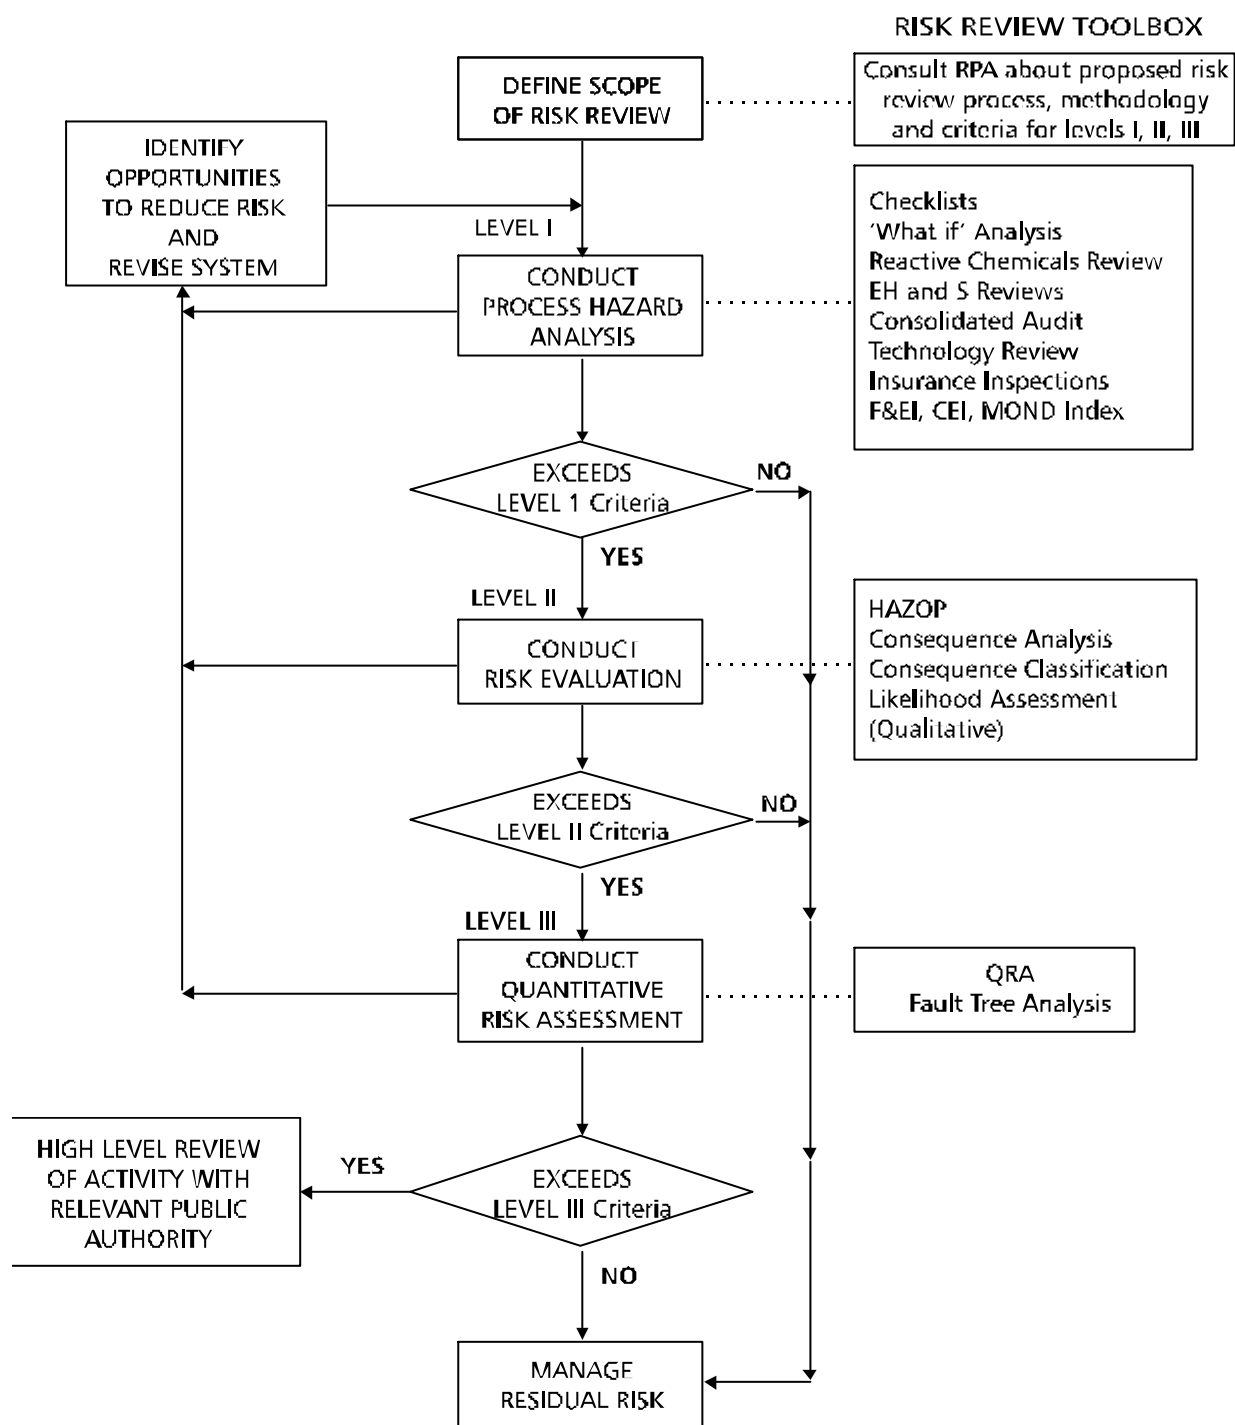 RISK REVIEW TOOLBOX
DEFINE SCOPE
OF RISK REVIEW
Consult RPA about proposed risk
review process, methodology
and criteria for levels I, II, III
IDENTIFY
OPPORTUNITIES
TO REDUCE RISK
AND
REVISE SYSTEM
LEVEL I
CONDUCT
PROCESS HAZARD
ANALYSIS
Checklists
‘What if’ Analysis
Reactive Chemicals Review
EH and S Reviews
Consolidated Audit
Technology Review
Insurance Inspections
F&EI, CEI, MOND Index
EXCEEDS
LEVEL 1 Criteria
NO
YES
LEVEL II
CONDUCT
RISK EVALUATION
HAZOP
Consequence Analysis
Consequence Classification
Likelihood Assessment
(Qualitative)
EXCEEDS
LEVEL II Criteria
NO
YES
LEVEL III
CONDUCT
QUANTITATIVE
RISK ASSESSMENT
QRA
Fault Tree Analysis
HIGH LEVEL REVIEW
OF ACTIVITY WITH
RELEVANT PUBLIC
AUTHORITY
YES
EXCEEDS
LEVEL III Criteria
NO
MANAGE
RESIDUAL RISK